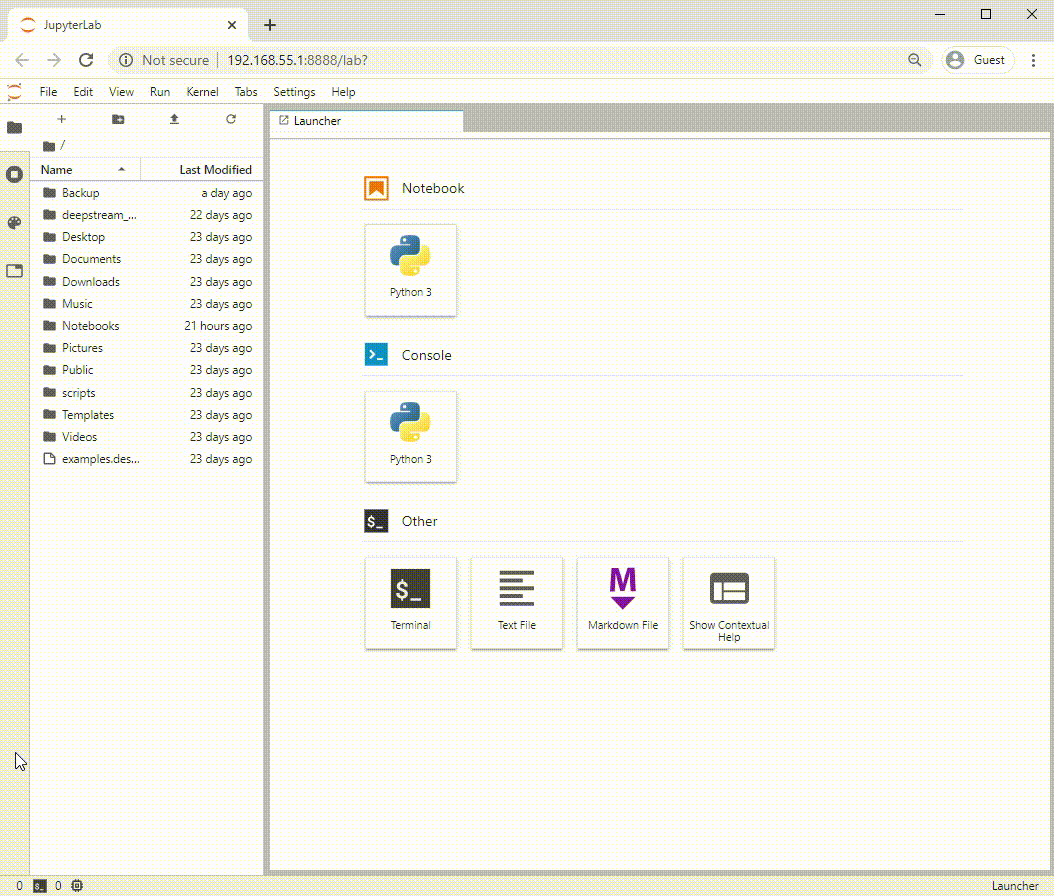 JupyterLab
Not secure 192.168.55.1:8888/lab?
Guest
File Edit View Run Kernel Tabs Settings Help
Launcher
/
Name Last Modified
Backup a day ago
deepstream_... 22 days ago
Desktop 23 days ago
Documents 23 days ago
Downloads 23 days ago
Music 23 days ago
Notebooks 21 hours ago
Pictures 23 days ago
Public 23 days ago
scripts 23 days ago
Templates 23 days ago
Videos 23 days ago
examples.des... 23 days ago
Notebook
Python 3
Console
Python 3
$_ Other
$_
Terminal
Text File
M
Markdown File
Show Contextual
Help
0 $_ 0
Launcher